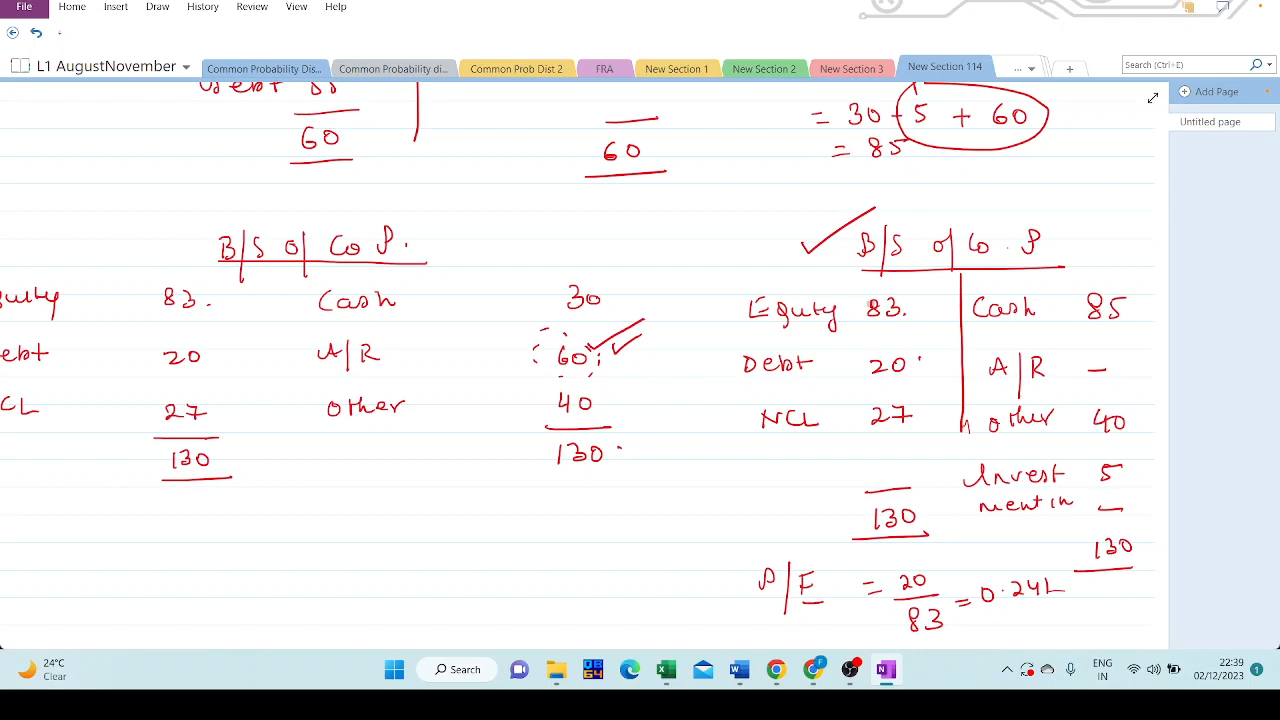 File Home Insert Draw History Review View Help
L1 AugustNovember
Common Probability Dis... Common Probability di... Common Prob Dist 2 FRA New Section 1 New Section 2 New Section 3 New Section 114 ...
Search (Ctrl+E)
Add Page
Untitled page
60
60
= 30 - 5 + 60
= 85
B/S of Co P.
83. Cash 30
20 A/R 60
27 other 40
130 130
B/S of Co. P
Equity 83. Cash 85
Debt 20 A/R —
NCL 27 other 40
Invest 5
ment in —
130 130
= 20/83 = 0.24
24°C
Clear
Search
ENG
IN
22:39
02/12/2023